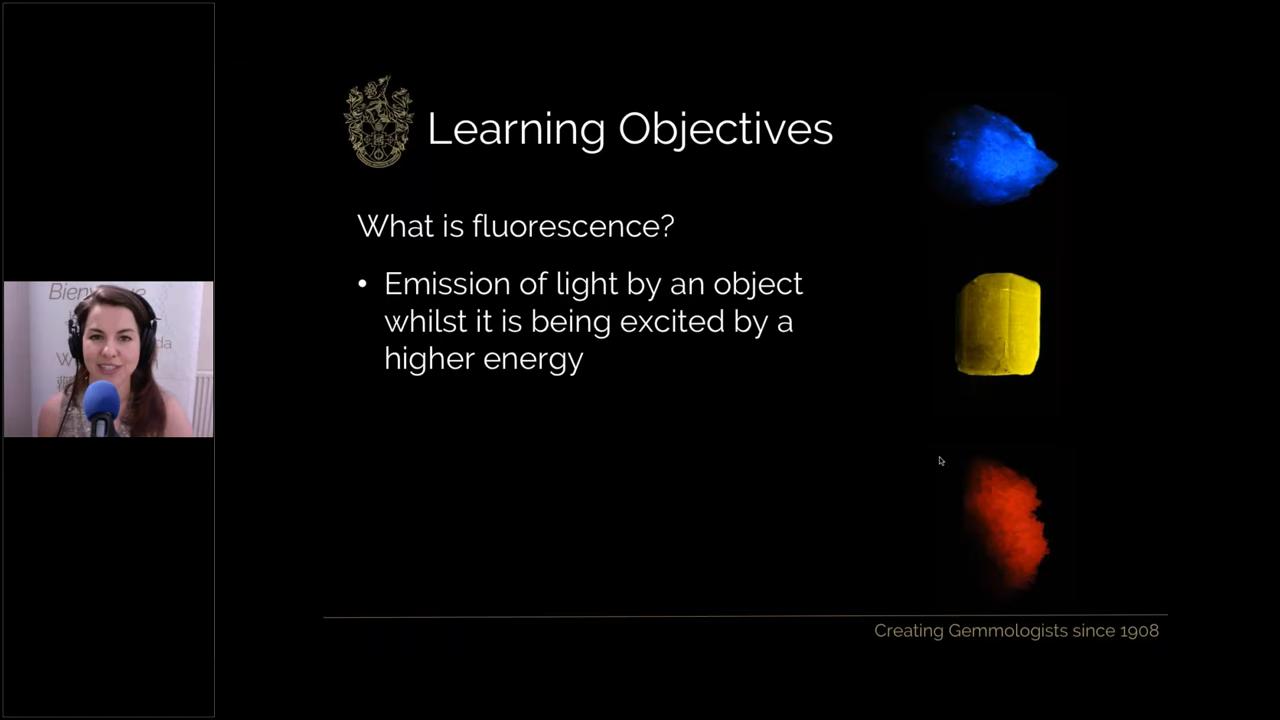 Learning Objectives
What is fluorescence?
• Emission of light by an object
whilst it is being excited by a
higher energy
Creating Gemmologists since 1908
Bienvenue